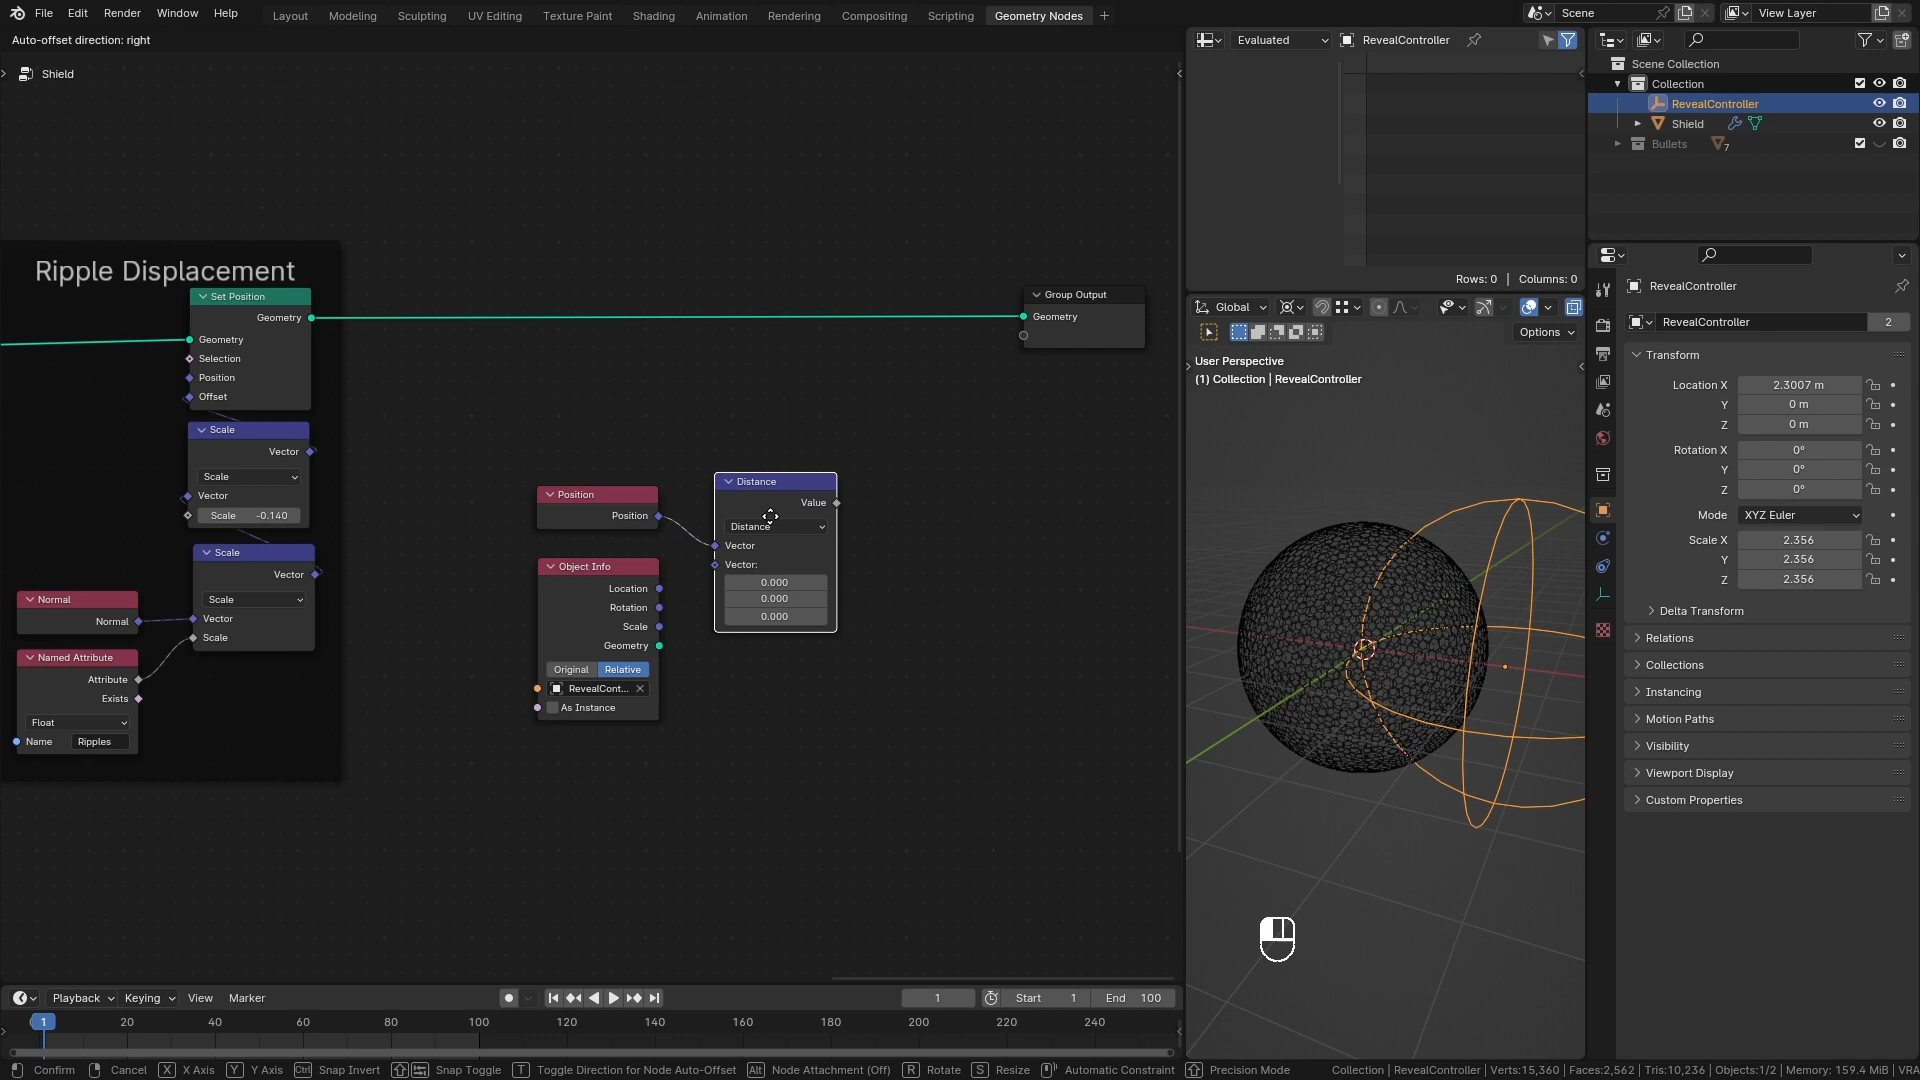 File Edit Render Window Help Layout Modeling Sculpting UV Editing Texture Paint Shading Animation Rendering Compositing Scripting Geometry Nodes + Scene View Layer
Auto-offset direction: right
Evaluated RevealController
Shield
Scene Collection
Collection
RevealController
Shield
Bullets 7
Rows: 0 | Columns: 0
Ripple Displacement
Set Position
Geometry
Geometry
Selection
Position
Offset
Scale
Vector
Scale
Vector
Scale -0.140
Scale
Vector
Scale
Vector
Scale
Normal
Normal
Named Attribute
Attribute
Exists
Float
Name Ripples
Position
Position
Object Info
Location
Rotation
Scale
Geometry
Original Relative
RevealCont...
As Instance
Distance
Value
Distance
Vector
Vector:
0.000
0.000
0.000
Group Output
Geometry
Global
Options
User Perspective
(1) Collection | RevealController
RevealController
RevealController 2
Transform
Location X 2.3007 m
Y 0 m
Z 0 m
Rotation X 0°
Y 0°
Z 0°
Mode XYZ Euler
Scale X 2.356
Y 2.356
Z 2.356
Delta Transform
Relations
Collections
Instancing
Motion Paths
Visibility
Viewport Display
Custom Properties
Playback Keying View Marker 1 Start 1 End 100
1 20 40 60 80 100 120 140 160 180 200 220 240
Confirm Cancel X X Axis Y Y Axis Ctrl Snap Invert Snap Toggle T Toggle Direction for Node Auto-Offset Alt Node Attachment (Off) R Rotate S Resize Automatic Constraint Precision Mode Collection | RevealController | Verts:15,360 | Faces:2,562 | Tris:10,236 | Objects:1/2 | Memory: 159.4 MiB | VRA